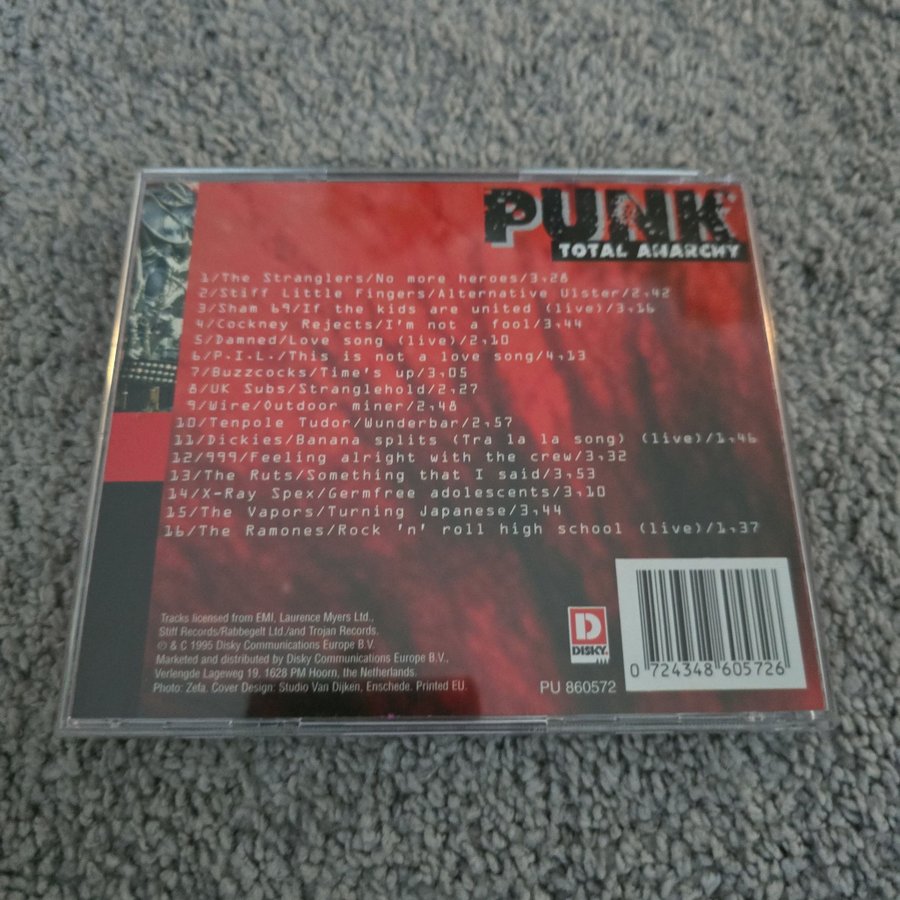 PUNK
TOTAL ANARCHY
1/The Stranglers/No more heroes/3,28
2/Stiff Little Fingers/Alternative Ulster/2,42
3/Sham 69/If the kids are united (live)/3,16
4/Cockney Rejects/I'm not a fool/3,44
5/Damned/Love song (live)/2,10
6/P.I.L./This is not a love song/4,13
7/Buzzcocks/Time's up/3,05
8/UK Subs/Stranglehold/2,27
9/Wire/Outdoor miner/2,48
10/Tenpole Tudor/Wunderbar/2,57
11/Dickies/Banana splits (Tra la la song) (live)/1,46
12/999/Feeling alright with the crew/3,32
13/The Ruts/Something that I said/3,53
14/X-Ray Spex/Germfree adolescents/3,10
15/The Vapors/Turning Japanese/3,44
16/The Ramones/Rock 'n' roll high school (live)/1,37
Tracks licensed from EMI, Laurence Myers Ltd.,
Stiff Records/Rabbegelt Ltd./and Trojan Records.
℗ & C 1995 Disky Communications Europe B.V.
Marketed and distributed by Disky Communications Europe B.V.,
Verlengde Lageweg 19, 1628 PM Hoorn, the Netherlands.
Photo: Zefa. Cover Design: Studio Van Dijken, Enschede. Printed EU.
D
DISKY
PU 860572
0 724348 605726